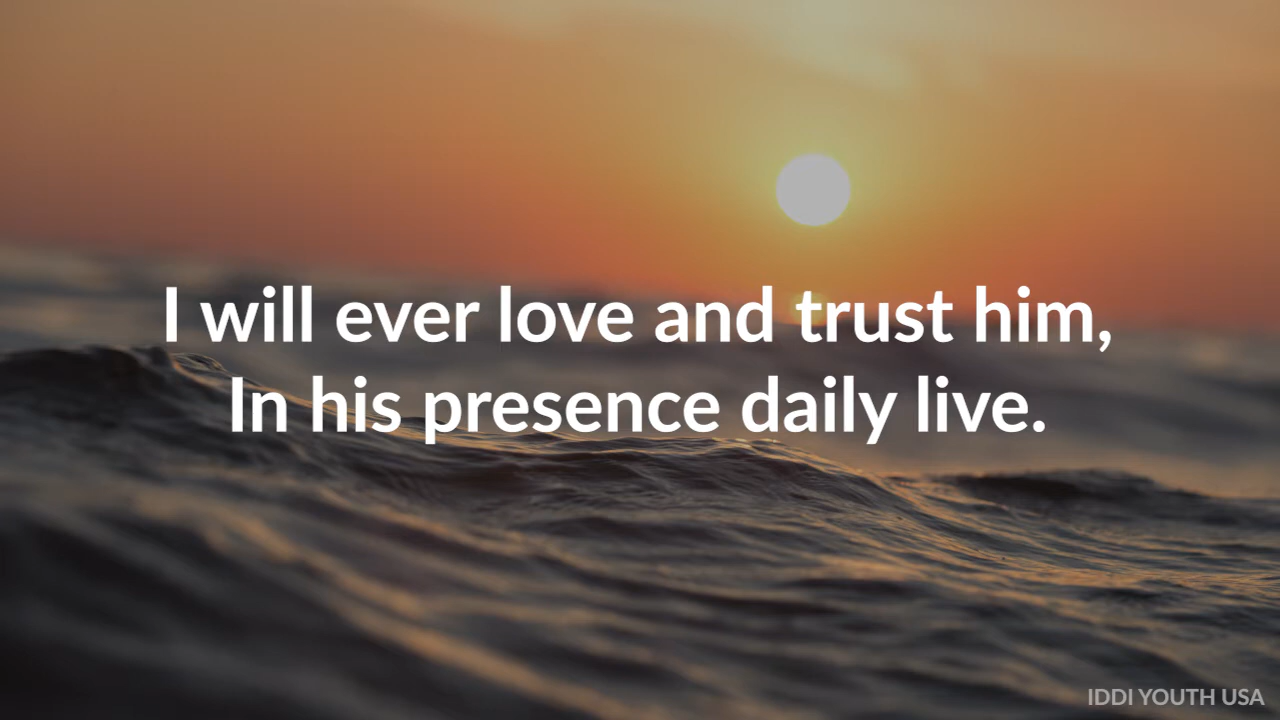 I will ever love and trust him,
In his presence daily live.
IDDI YOUTH USA